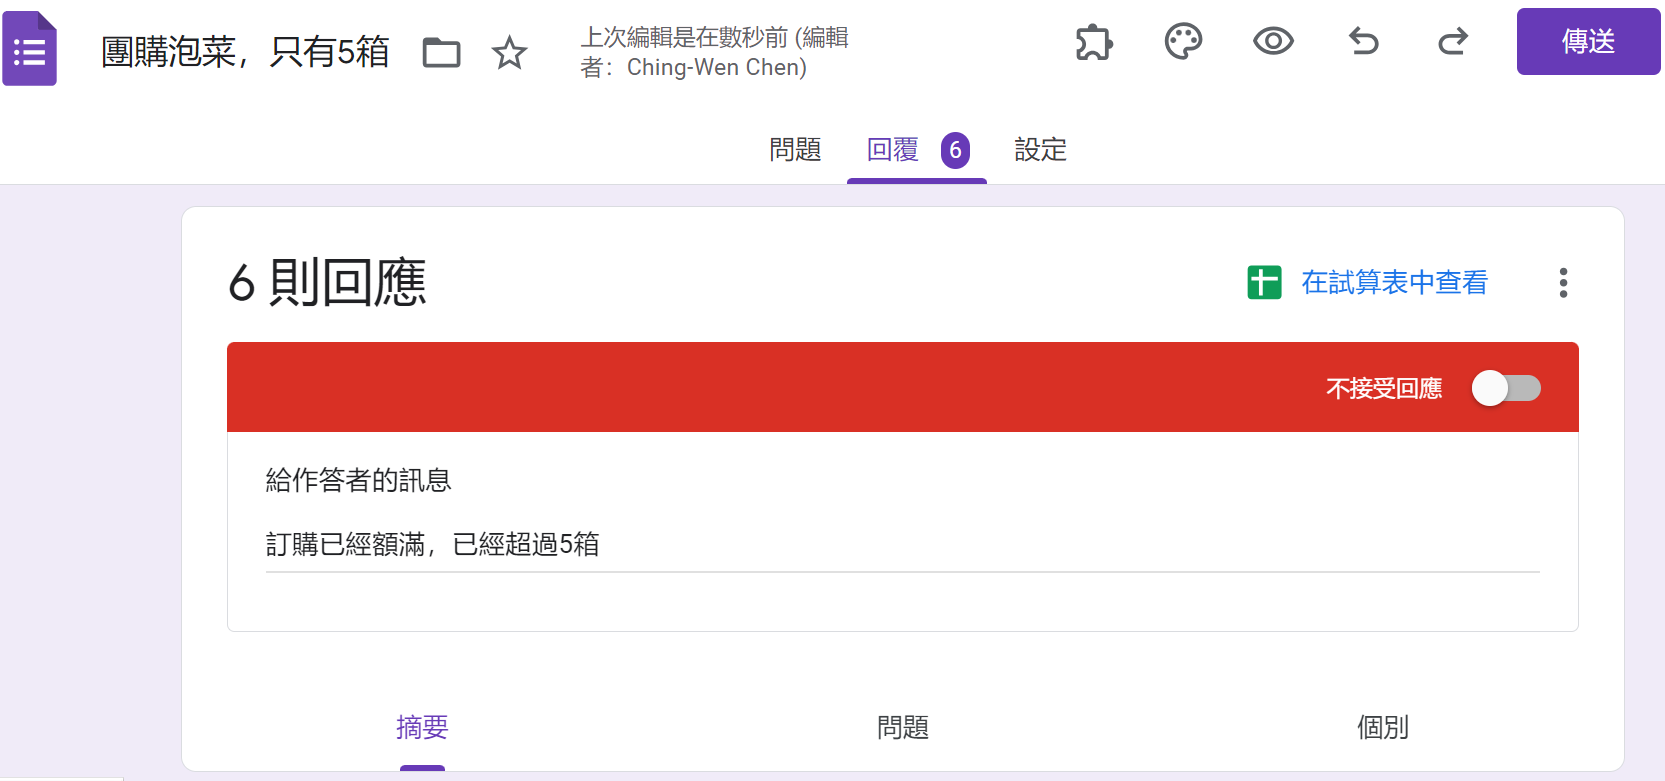 團購泡菜，只有5箱
上次編輯是在數秒前 (編輯
者：Ching-Wen Chen)
傳送
問題 回覆 6 設定
6 則回應
在試算表中查看
不接受回應
給作答者的訊息
訂購已經額滿，已經超過5箱
摘要 問題 個別